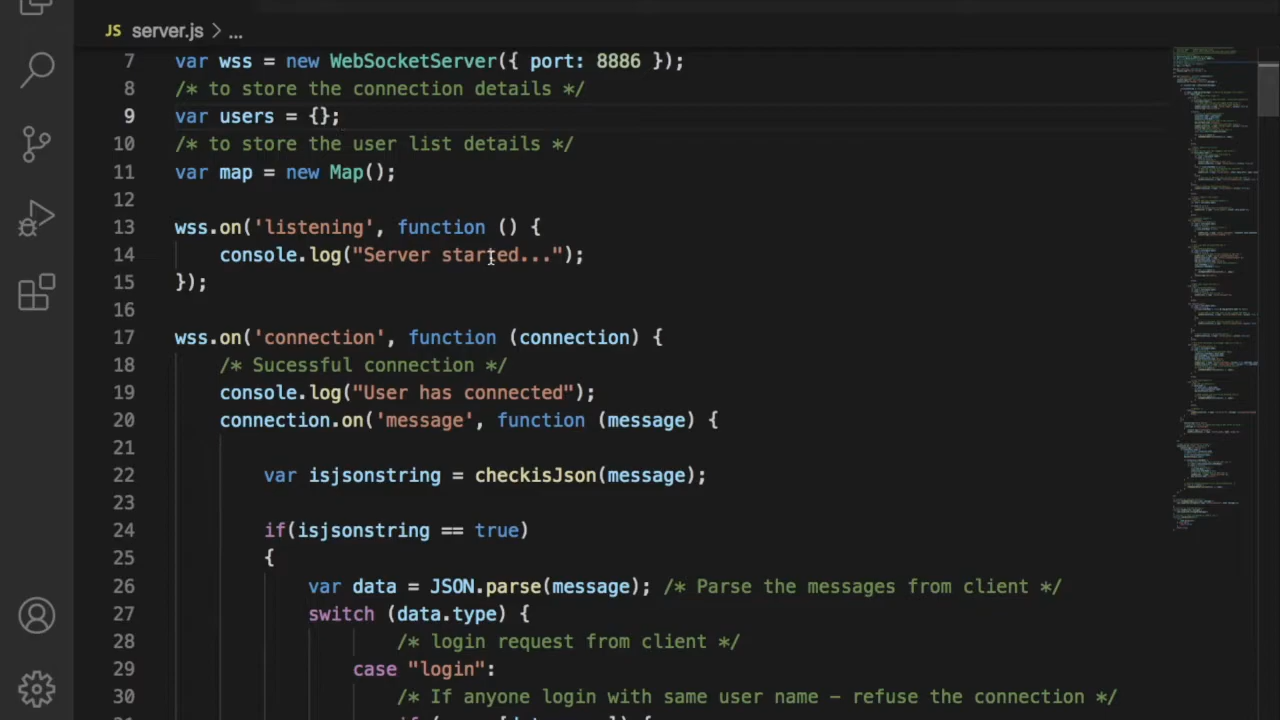 JS server.js > ...
7 var wss = new WebSocketServer({ port: 8886 });
8 /* to store the connection details */
9 var users = {};
10 /* to store the user list details */
11 var map = new Map();
12
13 wss.on('listening', function () {
14 console.log("Server started...");
15 });
16
17 wss.on('connection', function (connection) {
18 /* Sucessful connection */
19 console.log("User has connected");
20 connection.on('message', function (message) {
21
22 var isjsonstring = checkisJson(message);
23
24 if(isjsonstring == true)
25 {
26 var data = JSON.parse(message); /* Parse the messages from client */
27 switch (data.type) {
28 /* login request from client */
29 case "login":
30 /* If anyone login with same user name - refuse the connection */